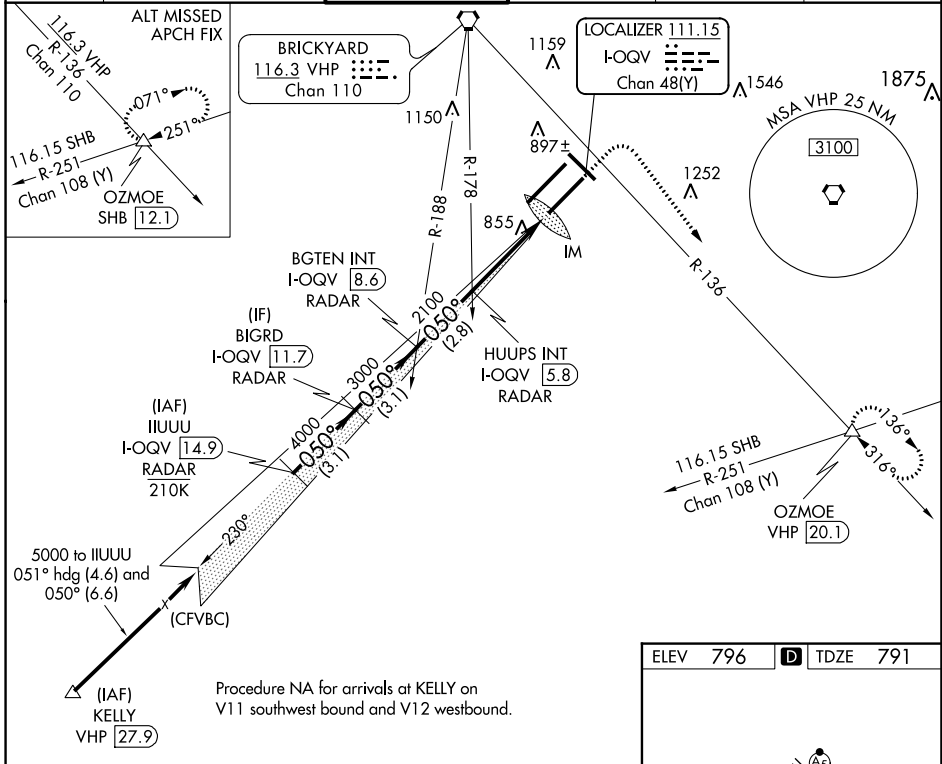 ALT MISSED
APCH FIX
116.3 VHP
R-136
Chan 110
071°
251°
116.15 SHB
R-251
Chan 108 (Y)
OZMOE
SHB 12.1
BRICKYARD
116.3 VHP
Chan 110
LOCALIZER 111.15
I-OQV
Chan 48(Y)
1159
1546
1875
MSA VHP 25 NM
3100
1150
897±
1252
R-188
R-178
855
IM
R-136
BGTEN INT
I-OQV 8.6
RADAR
2100
050°
(2.8)
HUUPS INT
I-OQV 5.8
RADAR
(IF)
BIGRD
I-OQV 11.7
RADAR
3000
050°
(3.1)
(IAF)
IIUUU
I-OQV 14.9
RADAR
210K
4000
050°
(3.1)
230°
136°
316°
116.15 SHB
R-251
Chan 108 (Y)
OZMOE
VHP 20.1
5000 to IIUUU
051° hdg (4.6) and
050° (6.6)
X
(CFVBC)
(IAF)
KELLY
VHP 27.9
Procedure NA for arrivals at KELLY on
V11 southwest bound and V12 westbound.
ELEV 796 D TDZE 791
A5